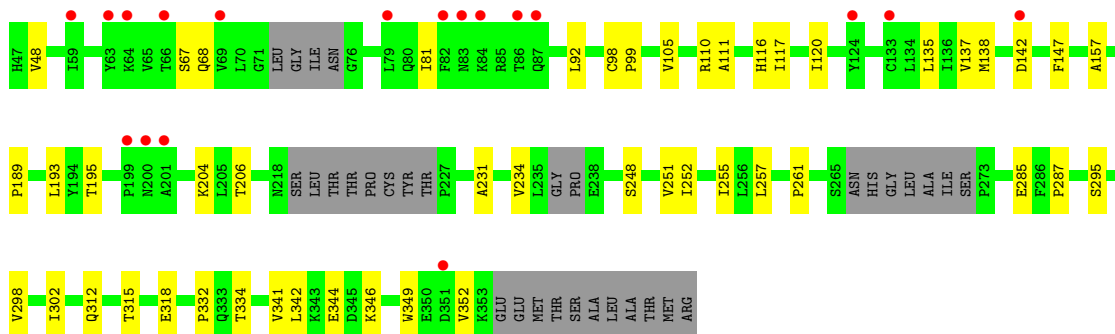 H47 V48 I59 Y63 K64 V65 T66 S67 Q68 V69 L70 G71 LEU GLY ILE ASN G76 L79 Q80 I81 F82 N83 K84 R85 T86 Q87 L92 C98 P99 V105 R110 A111 H116 I117 I120 Y124 C133 L134 L135 I136 V137 M138 D142 F147 A157
P189 L193 Y194 T195 P199 N200 A201 K204 L205 T206 N218 SER LEU THR THR PRO CYS TYR THR P227 A231 V234 L235 GLY PRO E238 S248 V251 I252 I255 L256 L257 P261 S265 ASN HIS GLY LEU ALA ILE SER P273 E285 F286 P287 S295
V298 I302 Q312 T315 E318 P332 Q333 T334 V341 L342 K343 E344 D345 K346 W349 E350 D351 V352 K353 GLU GLU MET THR SER ALA LEU ALA THR MET ARG